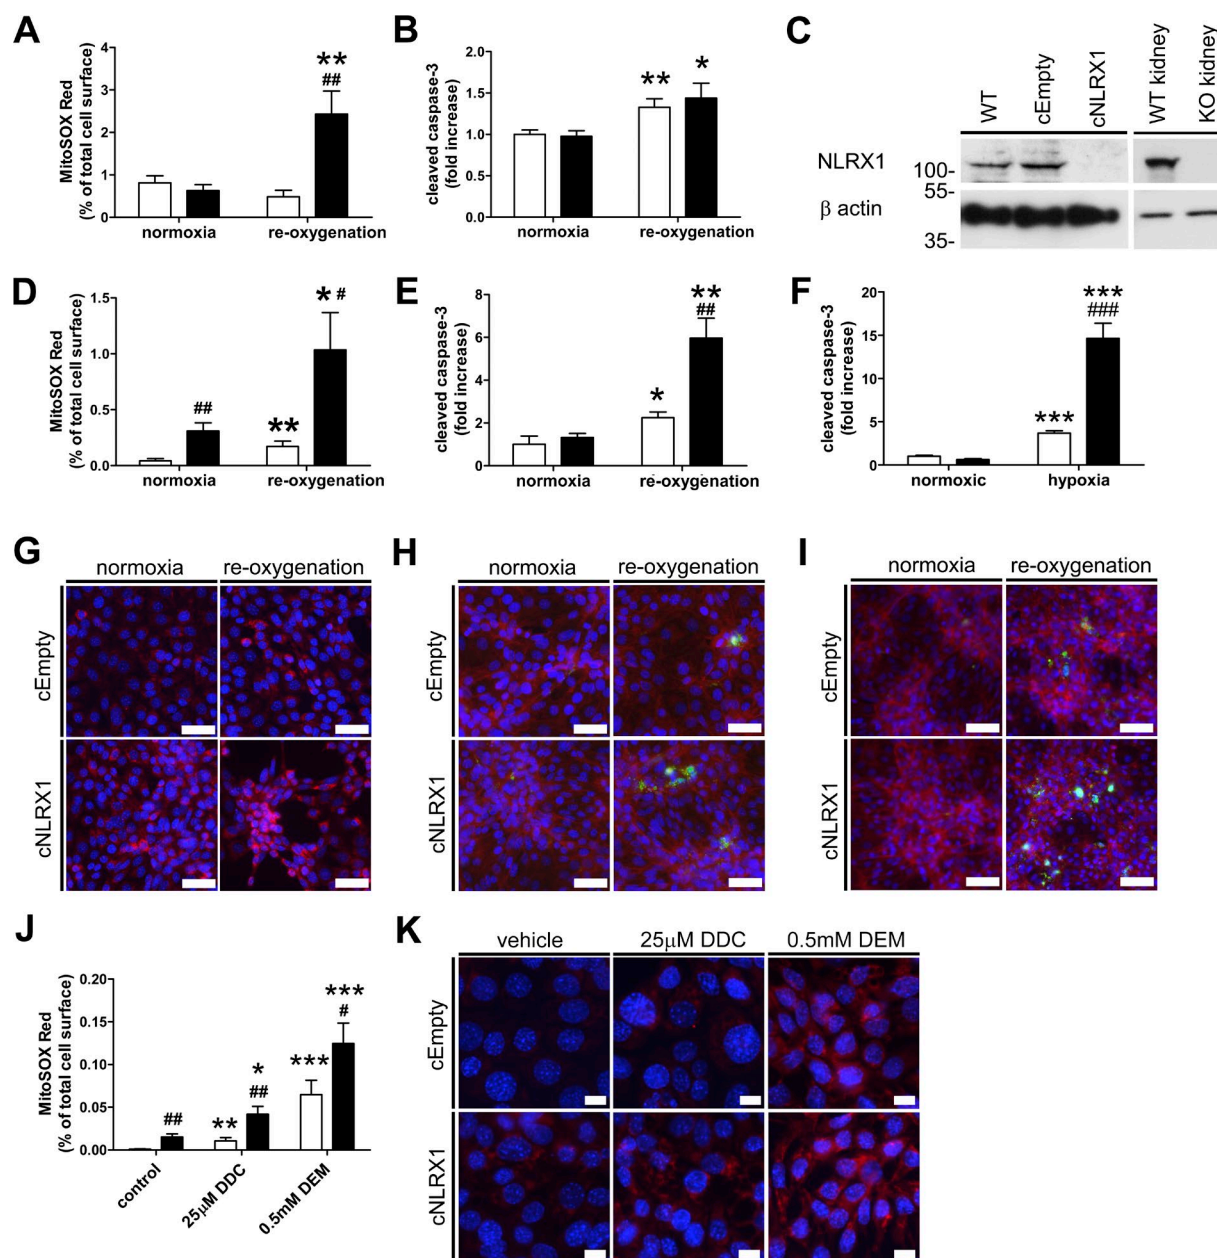 A
MitoSOX Red
(% of total cell surface)
4
3
2
1
0
**
##
normoxia
re-oxygenation
B
cleaved caspase-3
(fold increase)
2.0
1.5
1.0
0.5
0.0
**
*
normoxia
re-oxygenation
C
WT
cEmpty
cNLRX1
WT kidney
KO kidney
NLRX1
100-
55-
β actin
35-
D
MitoSOX Red
(% of total cell surface)
1.5
1.0
0.5
0.0
##
**
* #
normoxia
re-oxygenation
E
cleaved caspase-3
(fold increase)
8
6
4
2
0
*
**
##
normoxia
re-oxygenation
F
cleaved caspase-3
(fold increase)
20
15
10
5
0
***
***
###
normoxic
hypoxia
G
normoxia
re-oxygenation
cEmpty
cNLRX1
H
normoxia
re-oxygenation
cEmpty
cNLRX1
I
normoxia
re-oxygenation
cEmpty
cNLRX1
J
MitoSOX Red
(% of total cell surface)
0.20
0.15
0.10
0.05
0.00
##
**
*
##
***
***
#
control
25μM DDC
0.5mM DEM
K
vehicle
25μM DDC
0.5mM DEM
cEmpty
cNLRX1